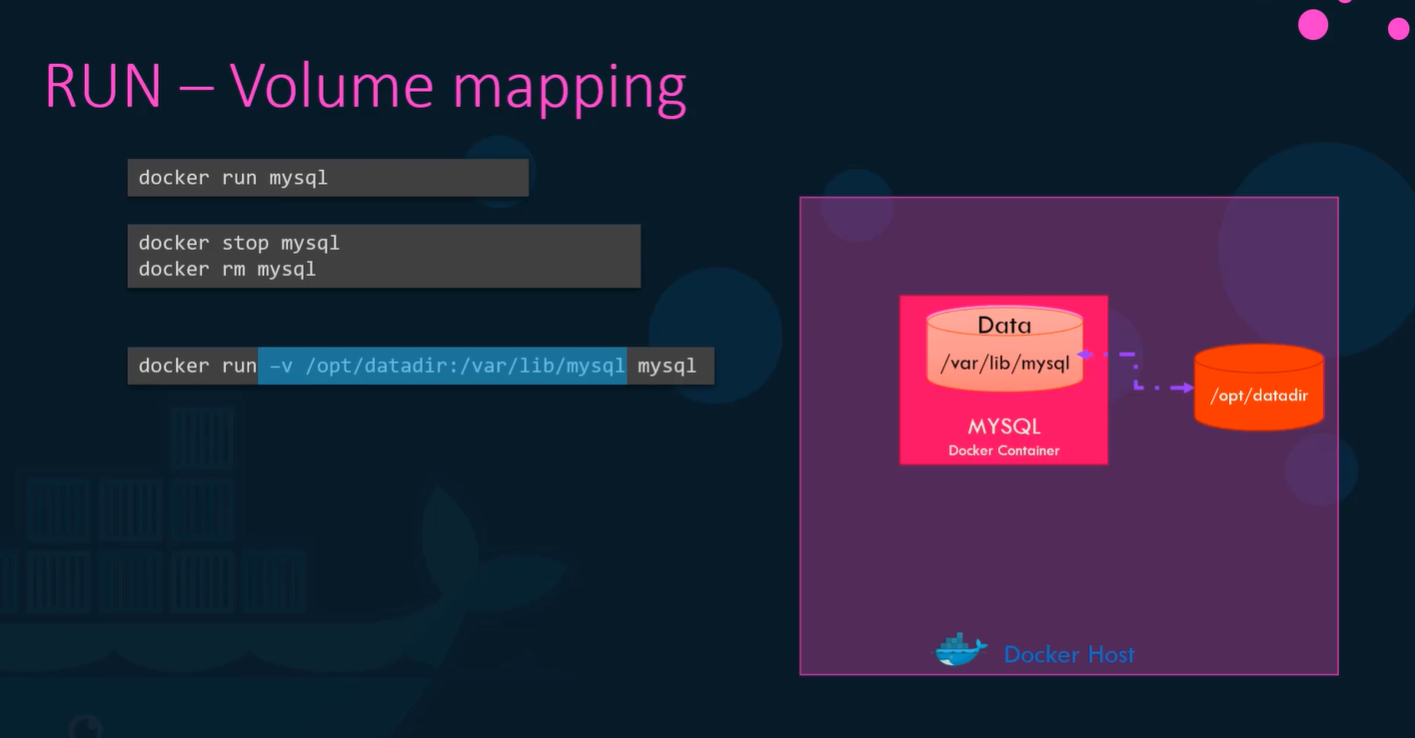 RUN – Volume mapping
docker run mysql
docker stop mysql
docker rm mysql
docker run –v /opt/datadir:/var/lib/mysql mysql
Data
/var/lib/mysql
/opt/datadir
MYSQL
Docker Container
Docker Host